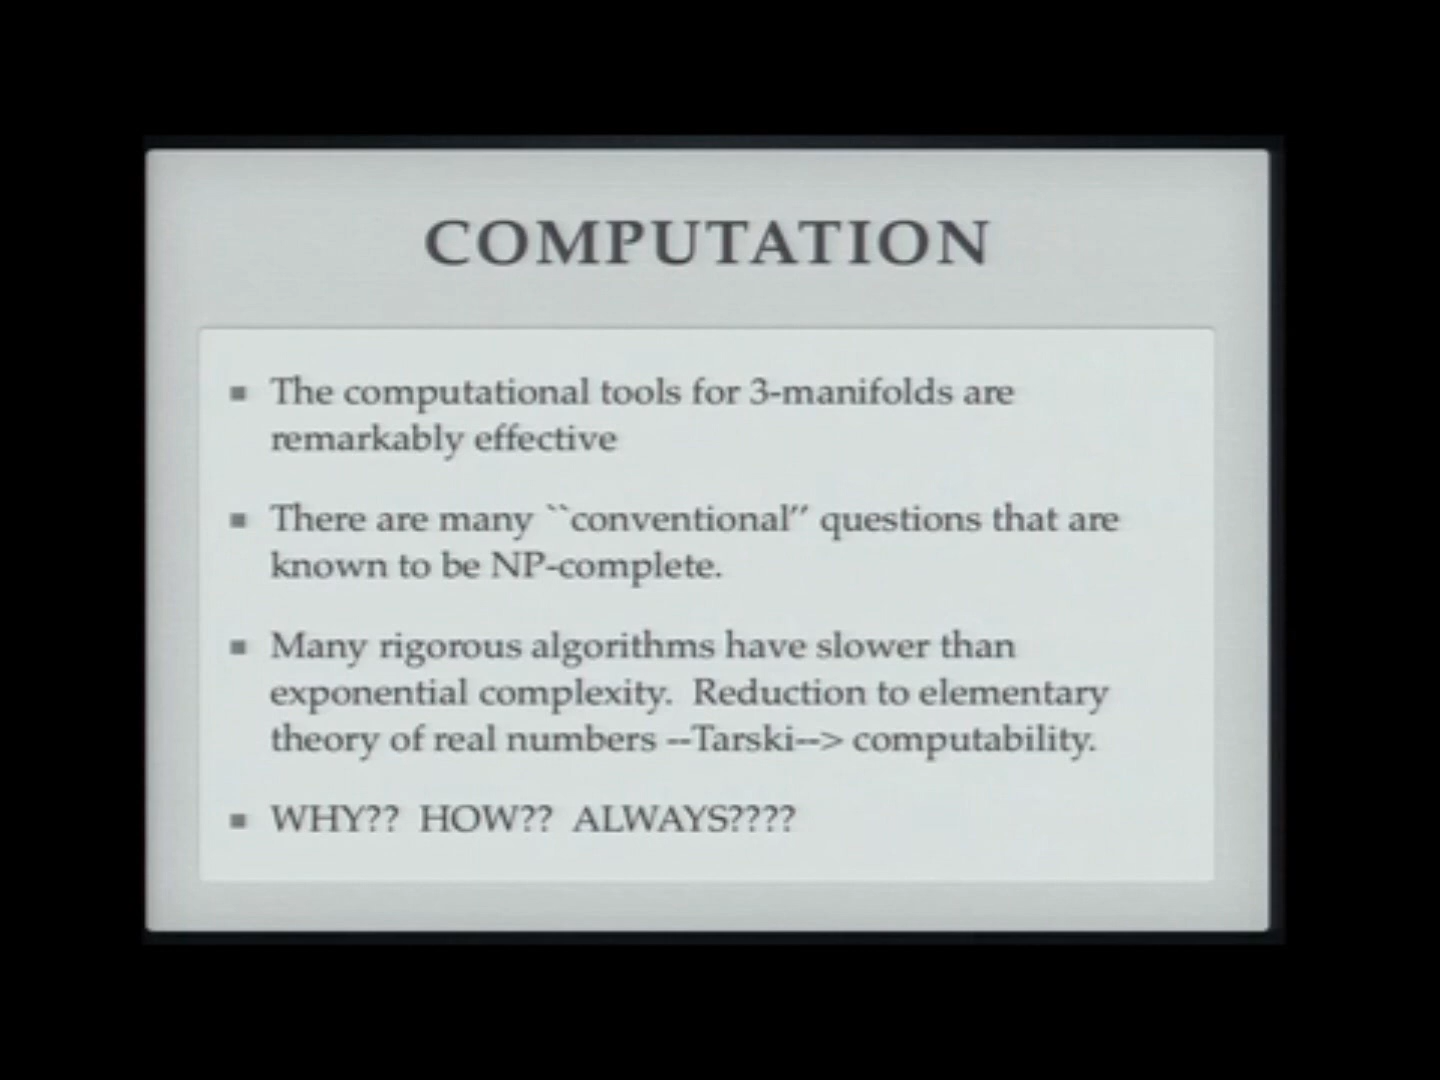 COMPUTATION
The computational tools for 3-manifolds are
remarkably effective
There are many ``conventional'' questions that are
known to be NP-complete.
Many rigorous algorithms have slower than
exponential complexity.  Reduction to elementary
theory of real numbers --Tarski--> computability.
WHY??  HOW??  ALWAYS????